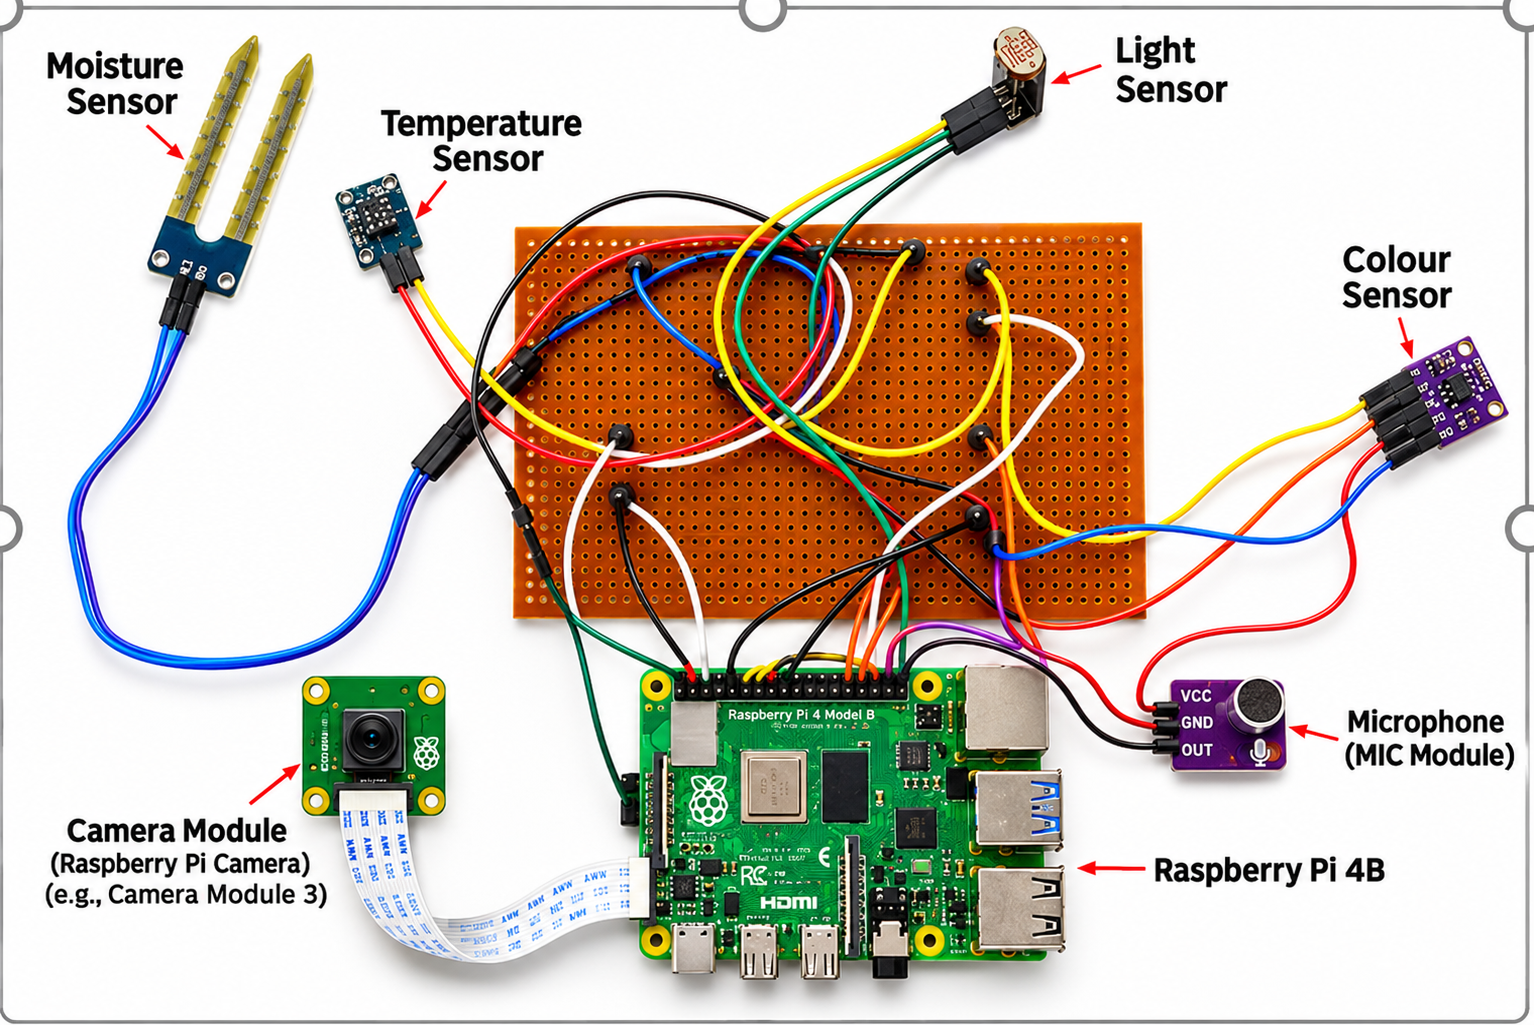 Moisture
Sensor
Temperature
Sensor
Light
Sensor
Colour
Sensor
Raspberry Pi 4 Model B
VCC
GND
OUT
Microphone
(MIC Module)
Camera Module
(Raspberry Pi Camera)
(e.g., Camera Module 3)
Raspberry Pi 4B
HDMI